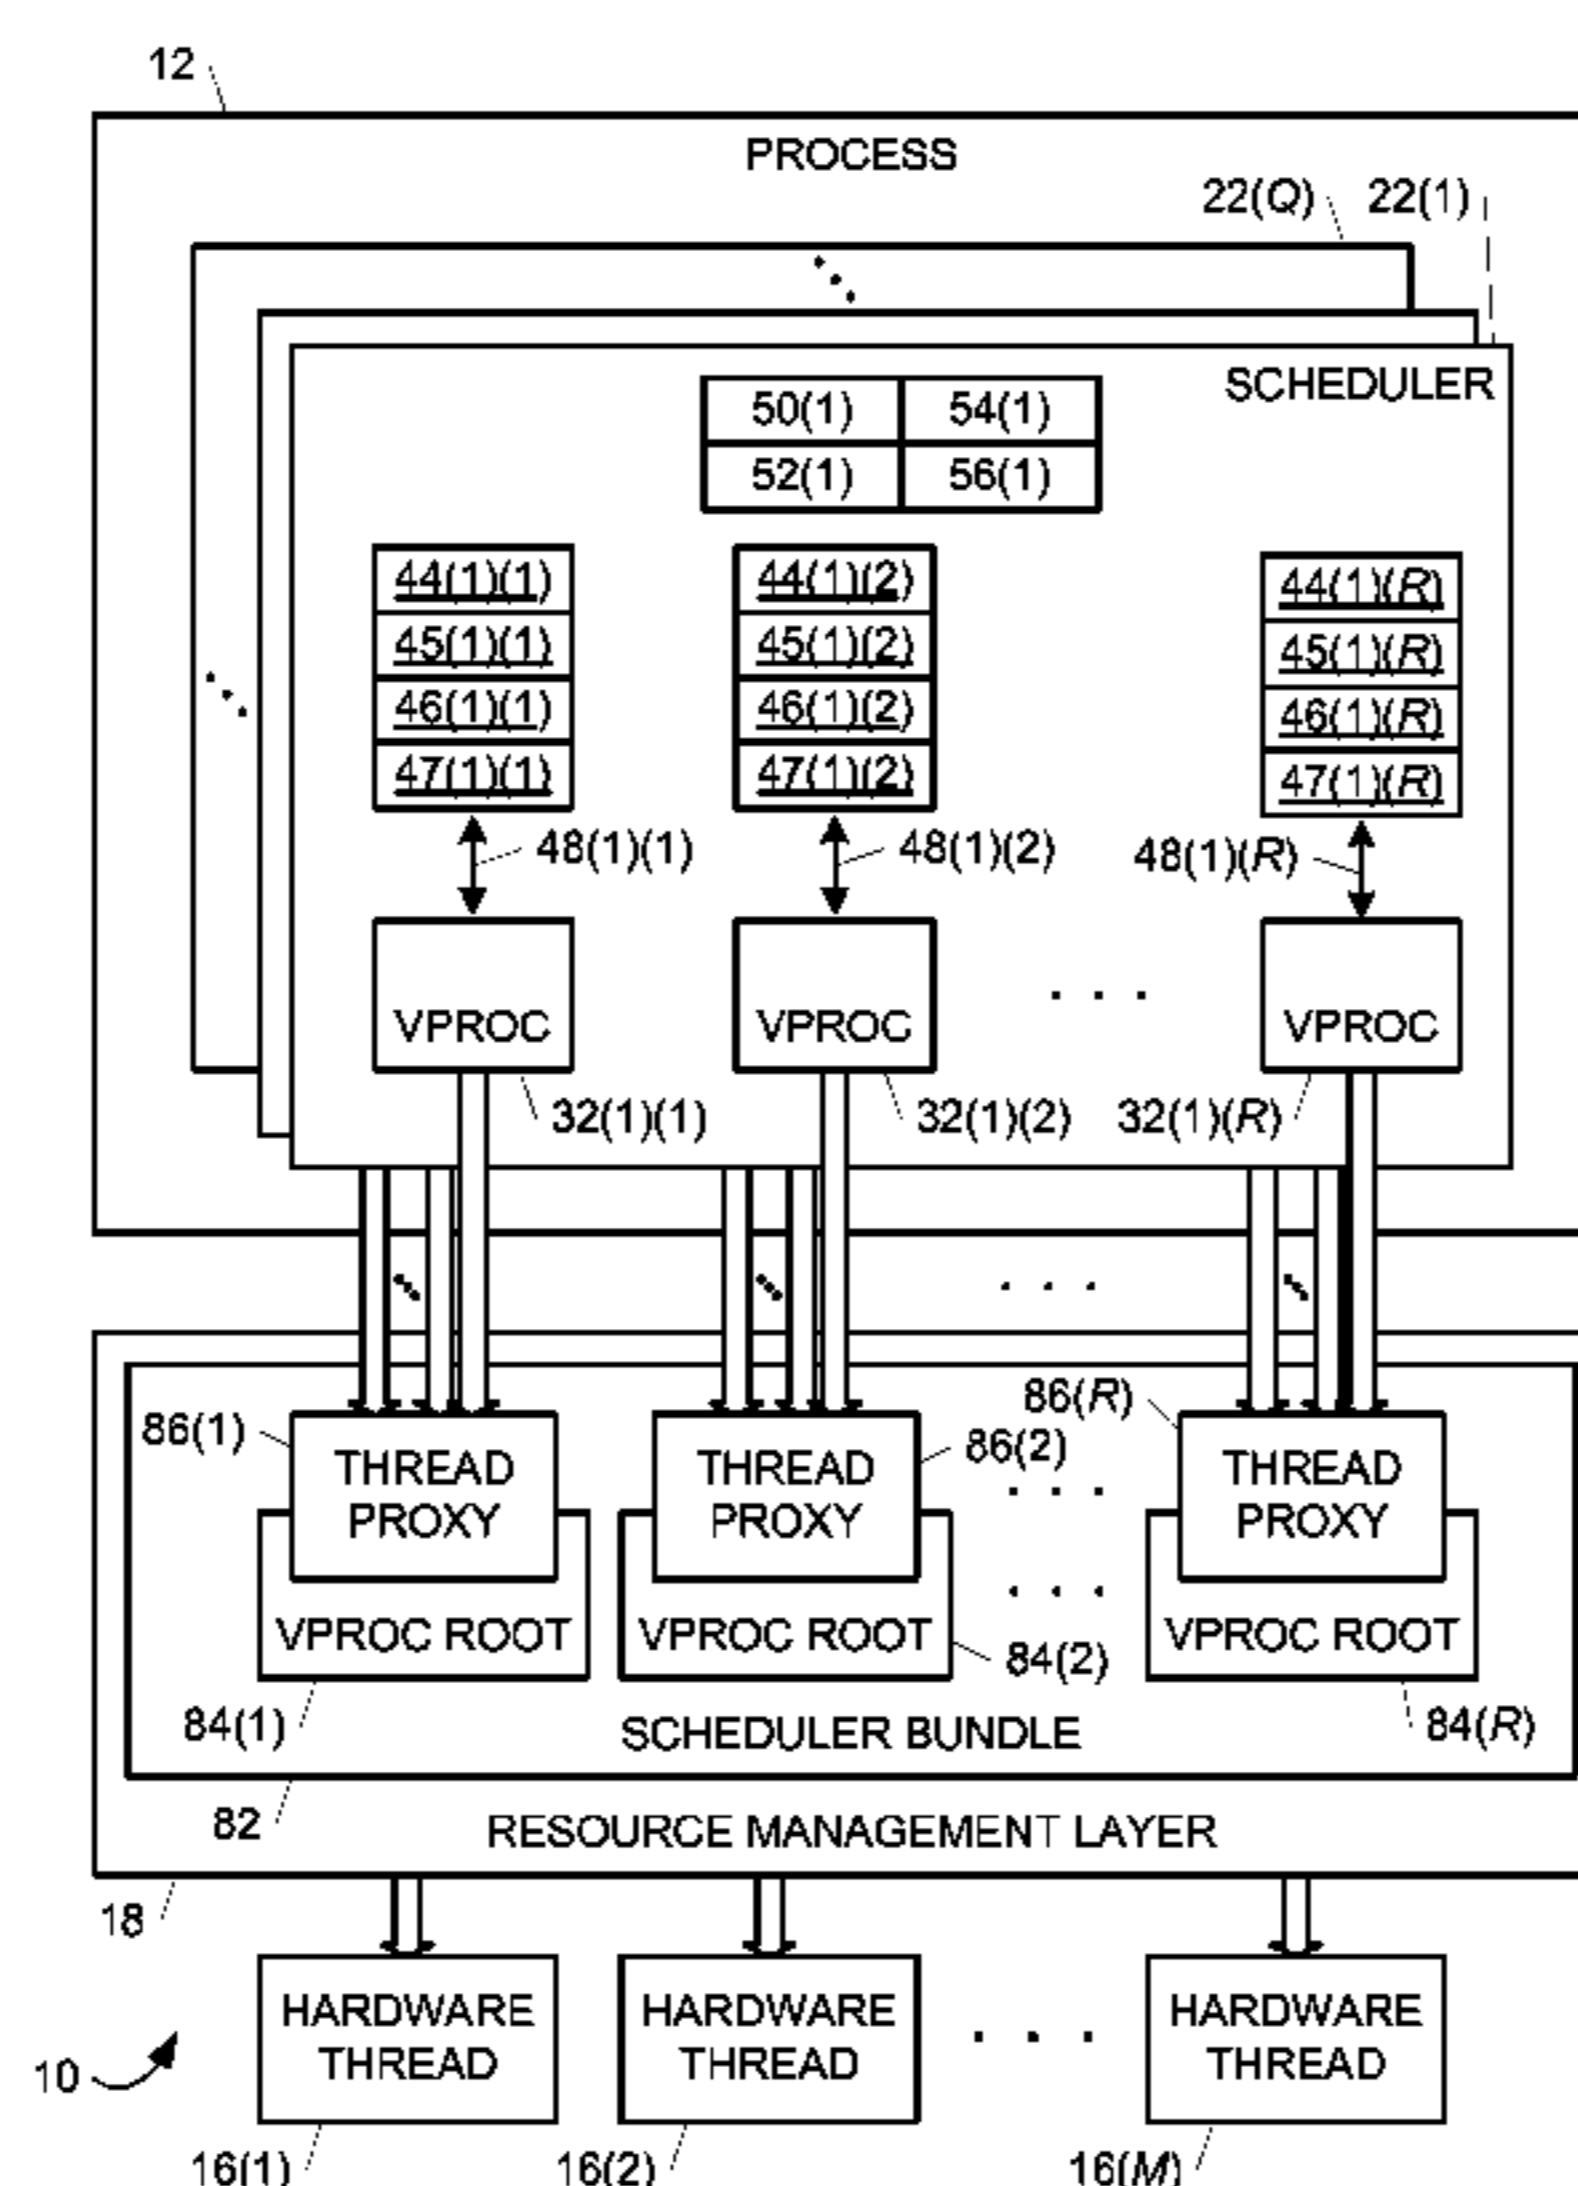 12
PROCESS
22(Q) 22(1)
SCHEDULER
50(1) 54(1)
52(1) 56(1)
44(1)(1) 44(1)(2) 44(1)(R)
45(1)(1) 45(1)(2) 45(1)(R)
46(1)(1) 46(1)(2) 46(1)(R)
47(1)(1) 47(1)(2) 47(1)(R)
48(1)(1) 48(1)(2) 48(1)(R)
VPROC VPROC . . . VPROC
32(1)(1) 32(1)(2) 32(1)(R)
. . .
86(1) 86(2) 86(R)
THREAD THREAD THREAD
PROXY PROXY . . . PROXY
. . .
VPROC ROOT VPROC ROOT VPROC ROOT
84(1) 84(2) 84(R)
SCHEDULER BUNDLE
82
RESOURCE MANAGEMENT LAYER
18
HARDWARE HARDWARE HARDWARE
THREAD THREAD . . . THREAD
10
16(1) 16(2) 16(M)